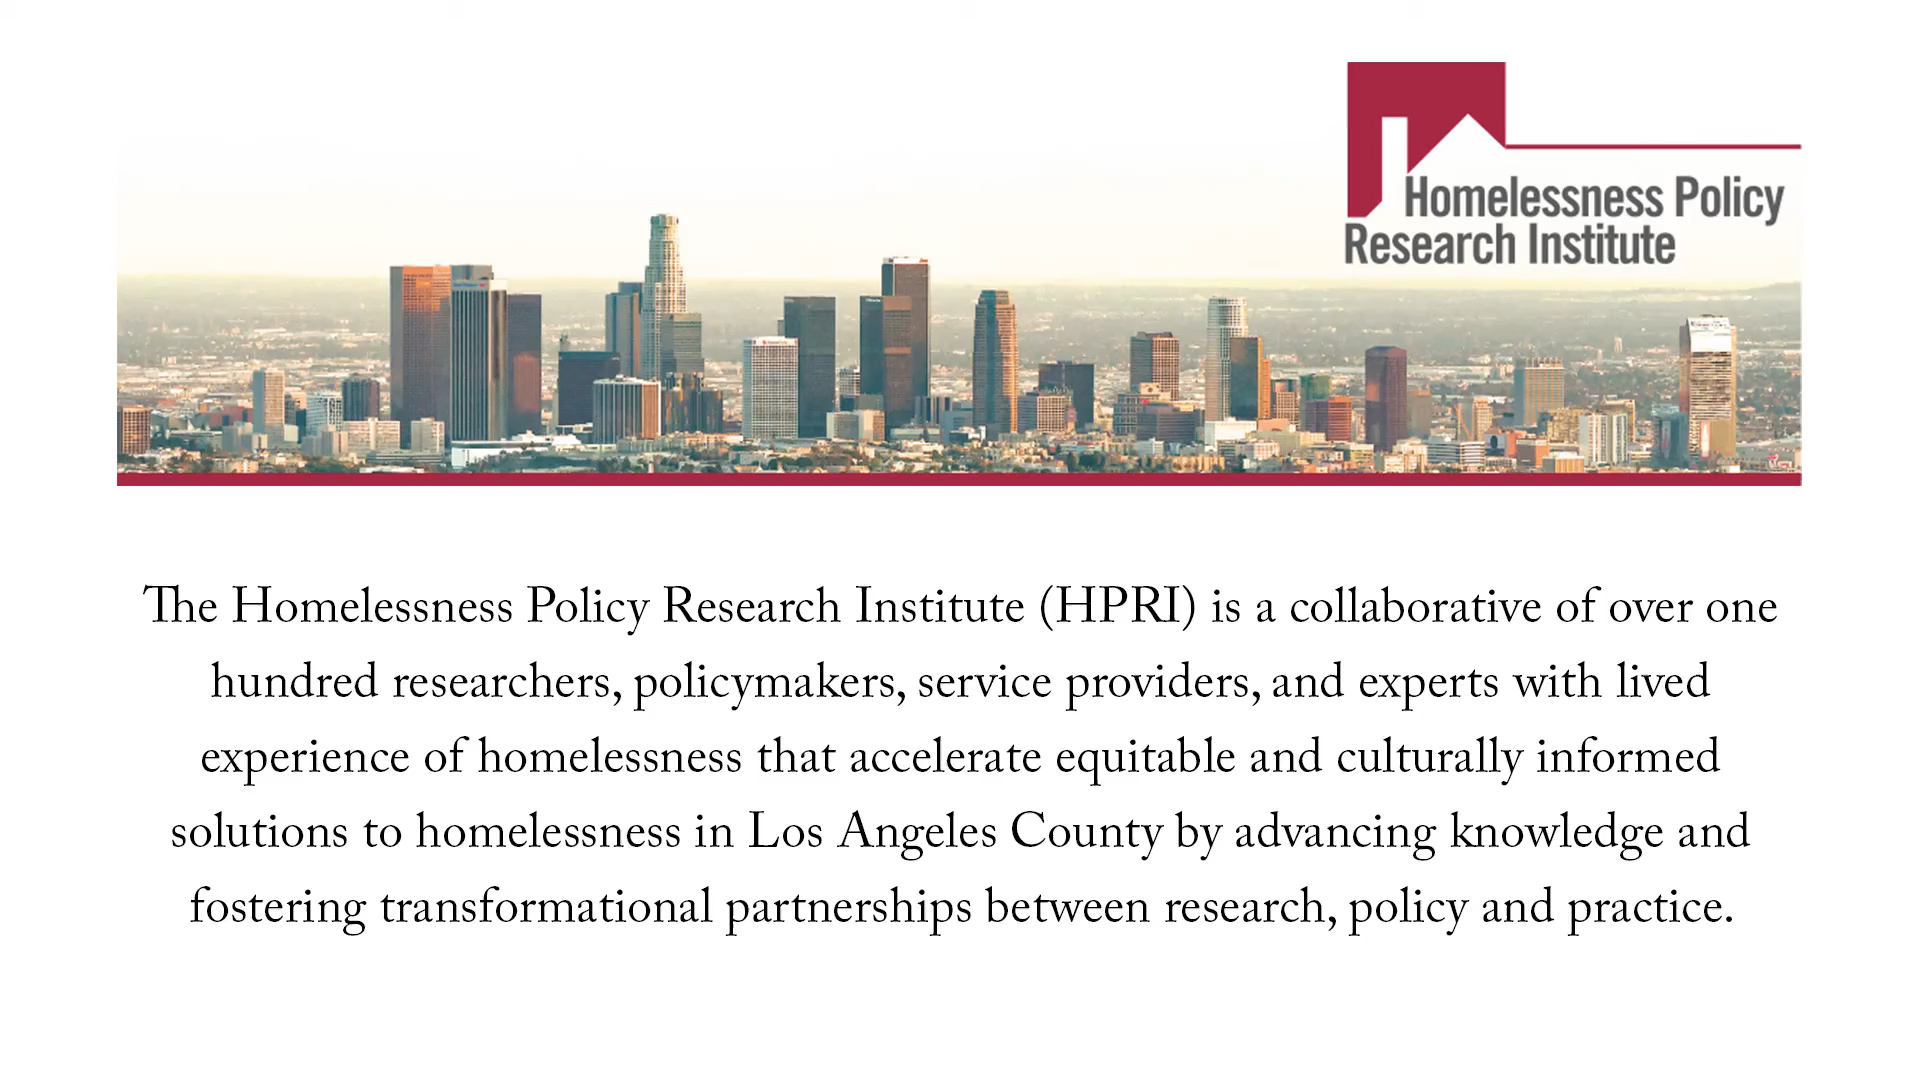 Homelessness Policy
Research Institute
The Homelessness Policy Research Institute (HPRI) is a collaborative of over one
hundred researchers, policymakers, service providers, and experts with lived
experience of homelessness that accelerate equitable and culturally informed
solutions to homelessness in Los Angeles County by advancing knowledge and
fostering transformational partnerships between research, policy and practice.